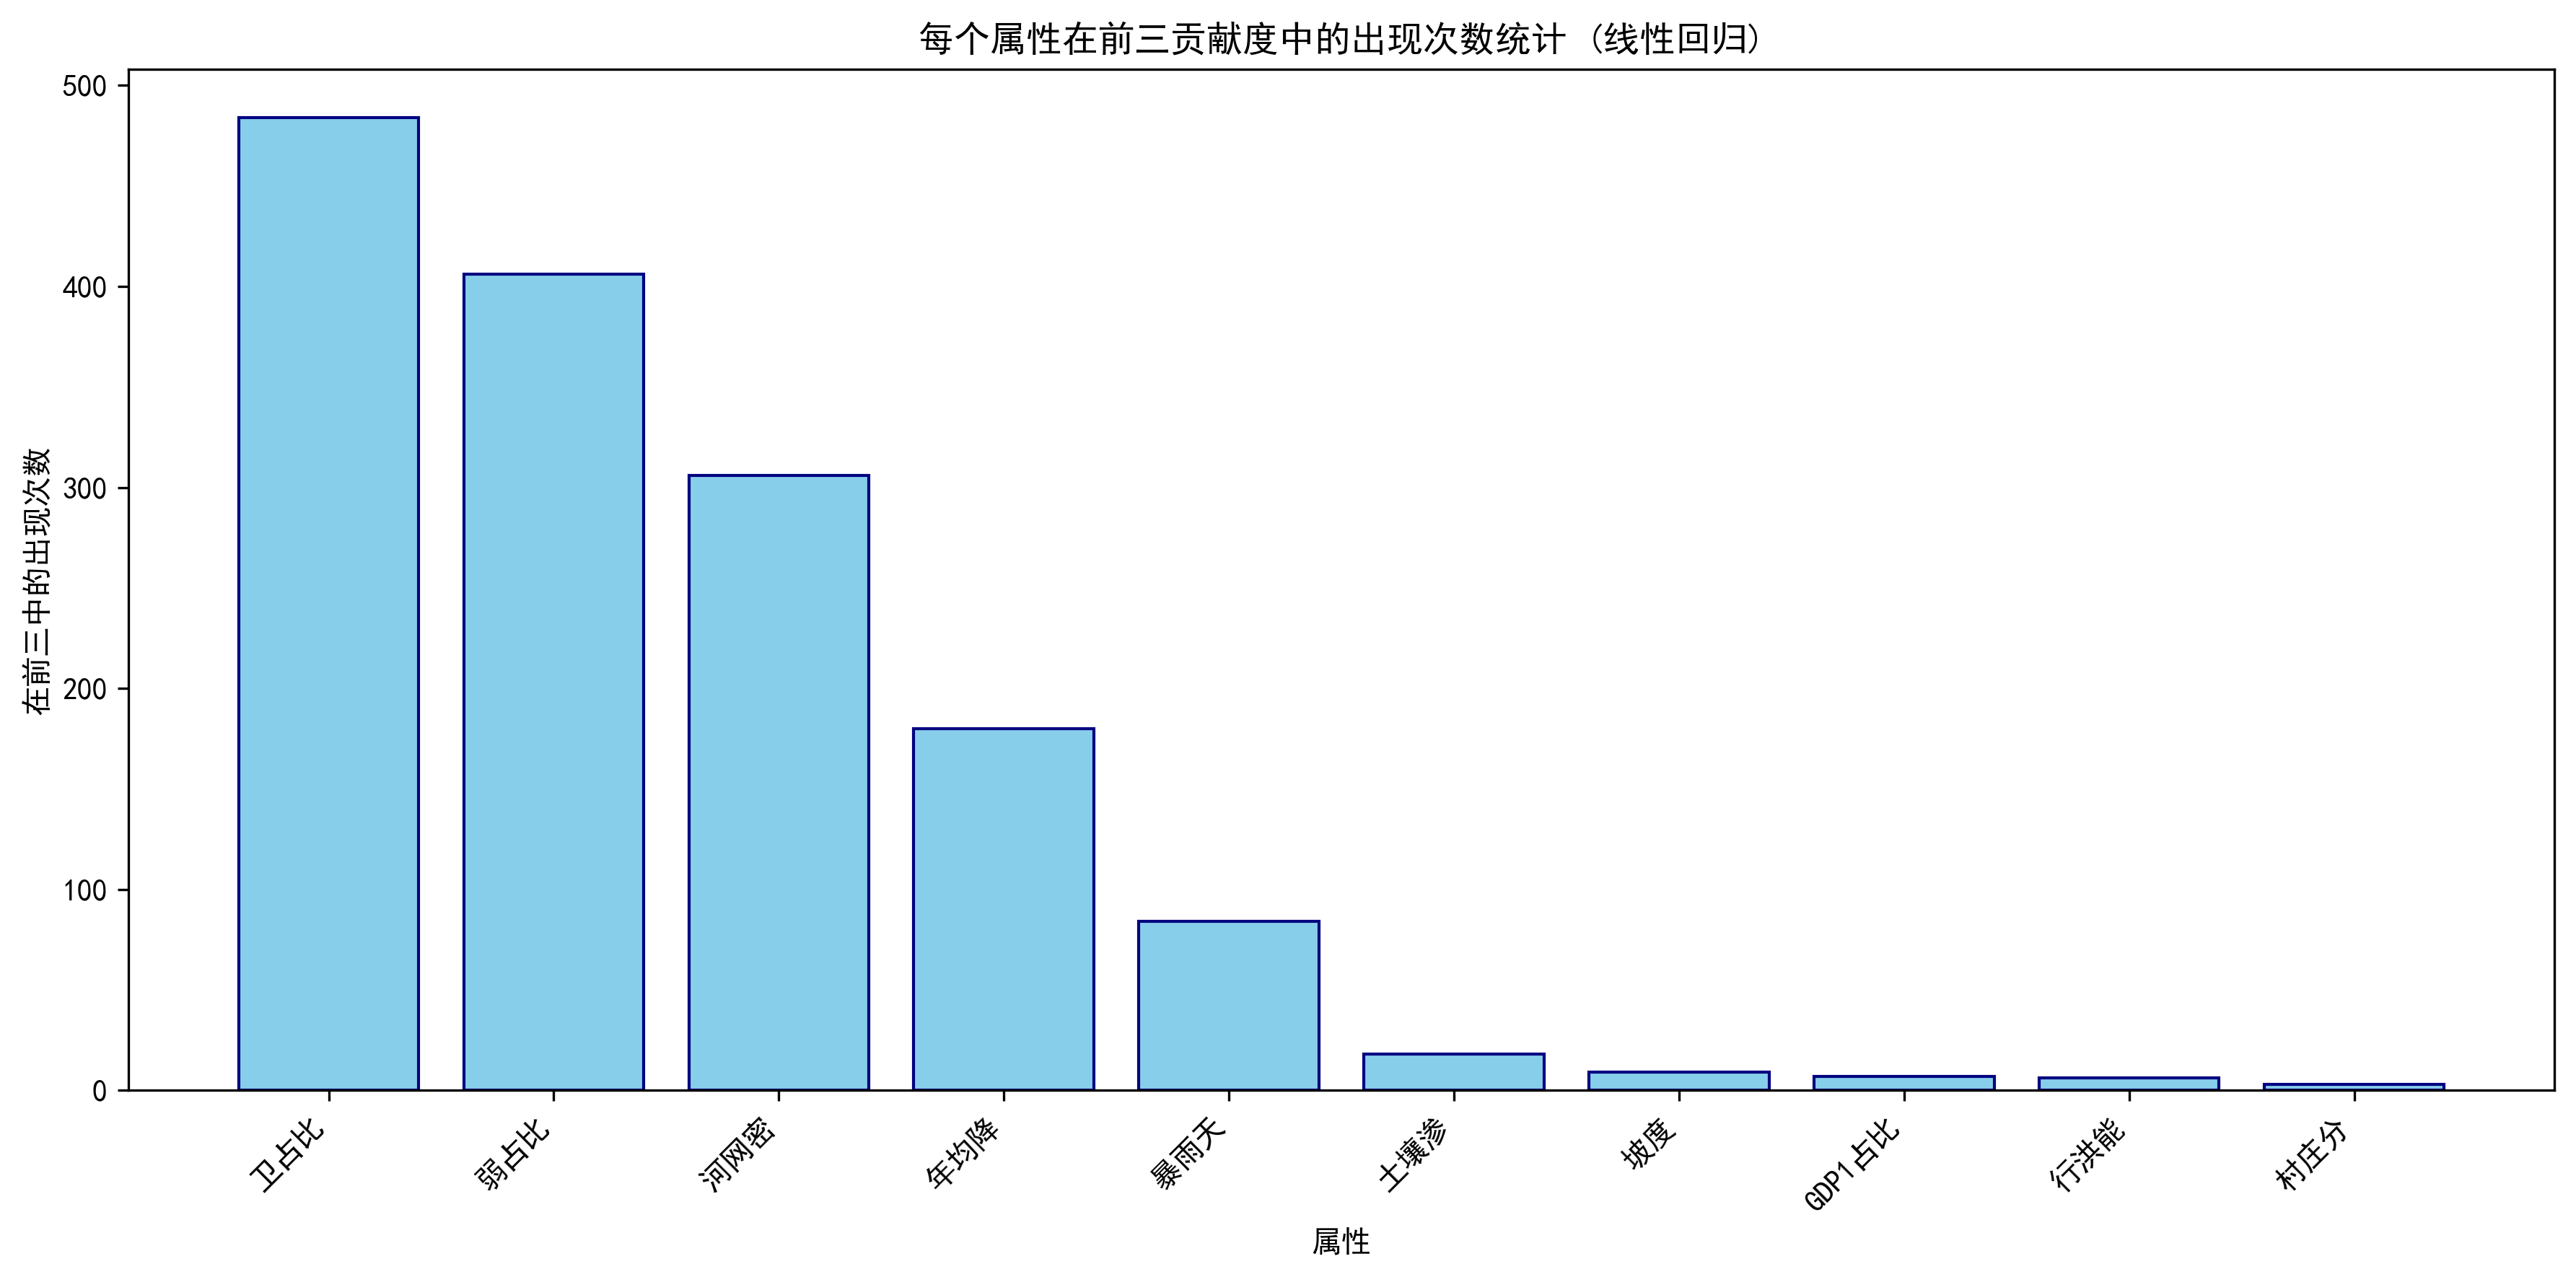 每个属性在前三贡献度中的出现次数统计 (线性回归)
在前三中的出现次数
500
400
300
200
100
0
卫占比
弱占比
河网密
年均降
暴雨天
土壤渗
坡度
GDP1占比
行洪能
村庄分
属性